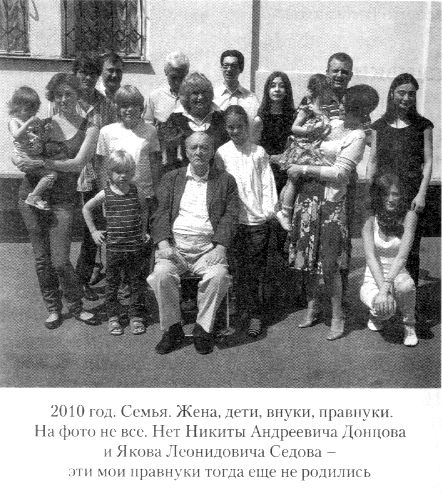 2010 год. Семья. Жена, дети, внуки, правнуки.
На фото не все. Нет Никиты Андреевича Донцова
и Якова Леонидовича Седова –
эти мои правнуки тогда еще не родились